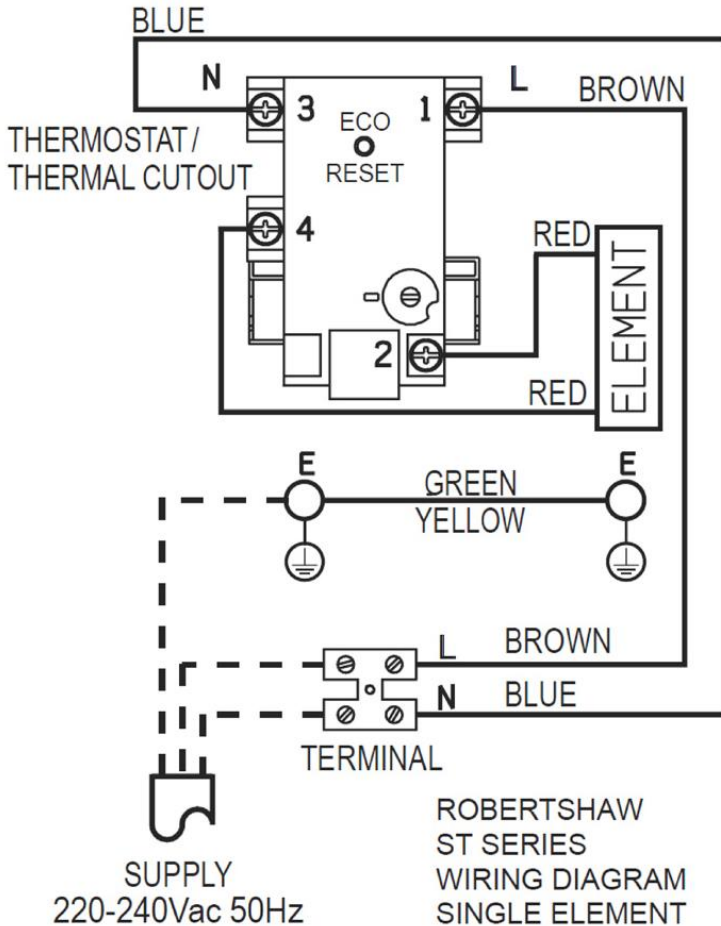 BLUE
N
L
BROWN
3
ECO
1
RESET
THERMOSTAT/
THERMAL CUTOUT
4
RED
ELEMENT
2
RED
E
E
GREEN
YELLOW
L
BROWN
N
BLUE
TERMINAL
SUPPLY
220-240Vac 50Hz
ROBERTSHAW
ST SERIES
WIRING DIAGRAM
SINGLE ELEMENT